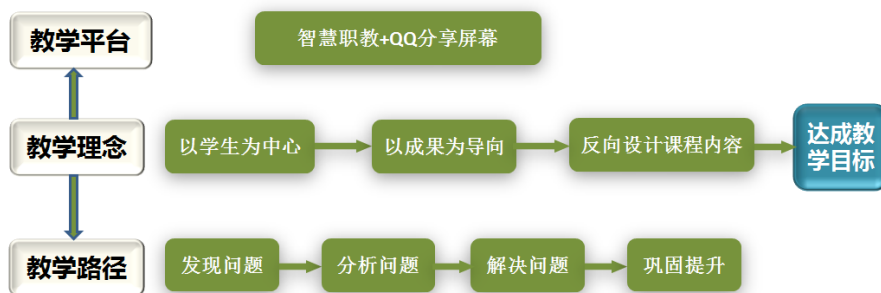 教学平台
智慧职教+QQ分享屏幕
教学理念
以学生为中心
以成果为导向
反向设计课程内容
达成教
学目标
教学路径
发现问题
分析问题
解决问题
巩固提升